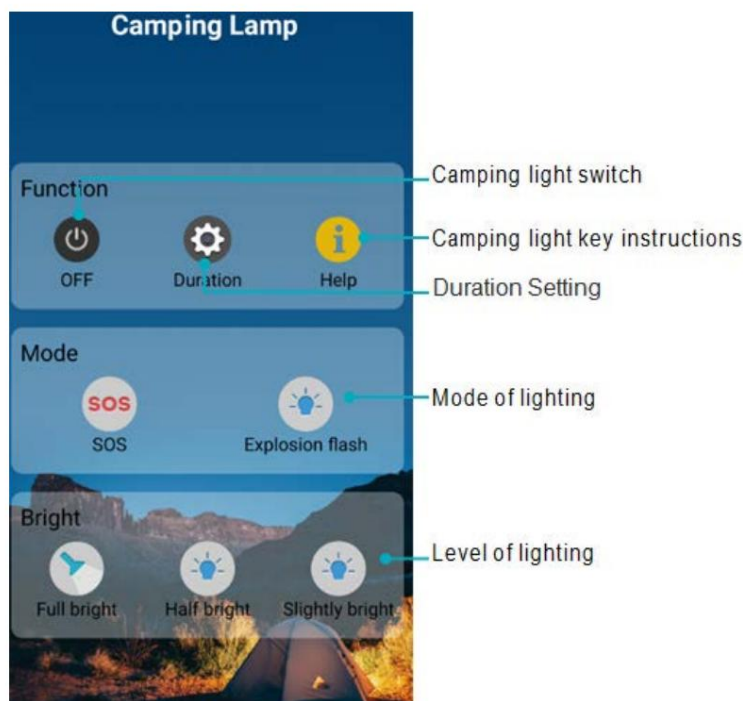 Camping Lamp
Function
OFF
Duration
Help
Camping light switch
Camping light key instructions
Duration Setting
Mode
SOS
SOS
Explosion flash
Mode of lighting
Bright
Full bright
Half bright
Slightly bright
Level of lighting